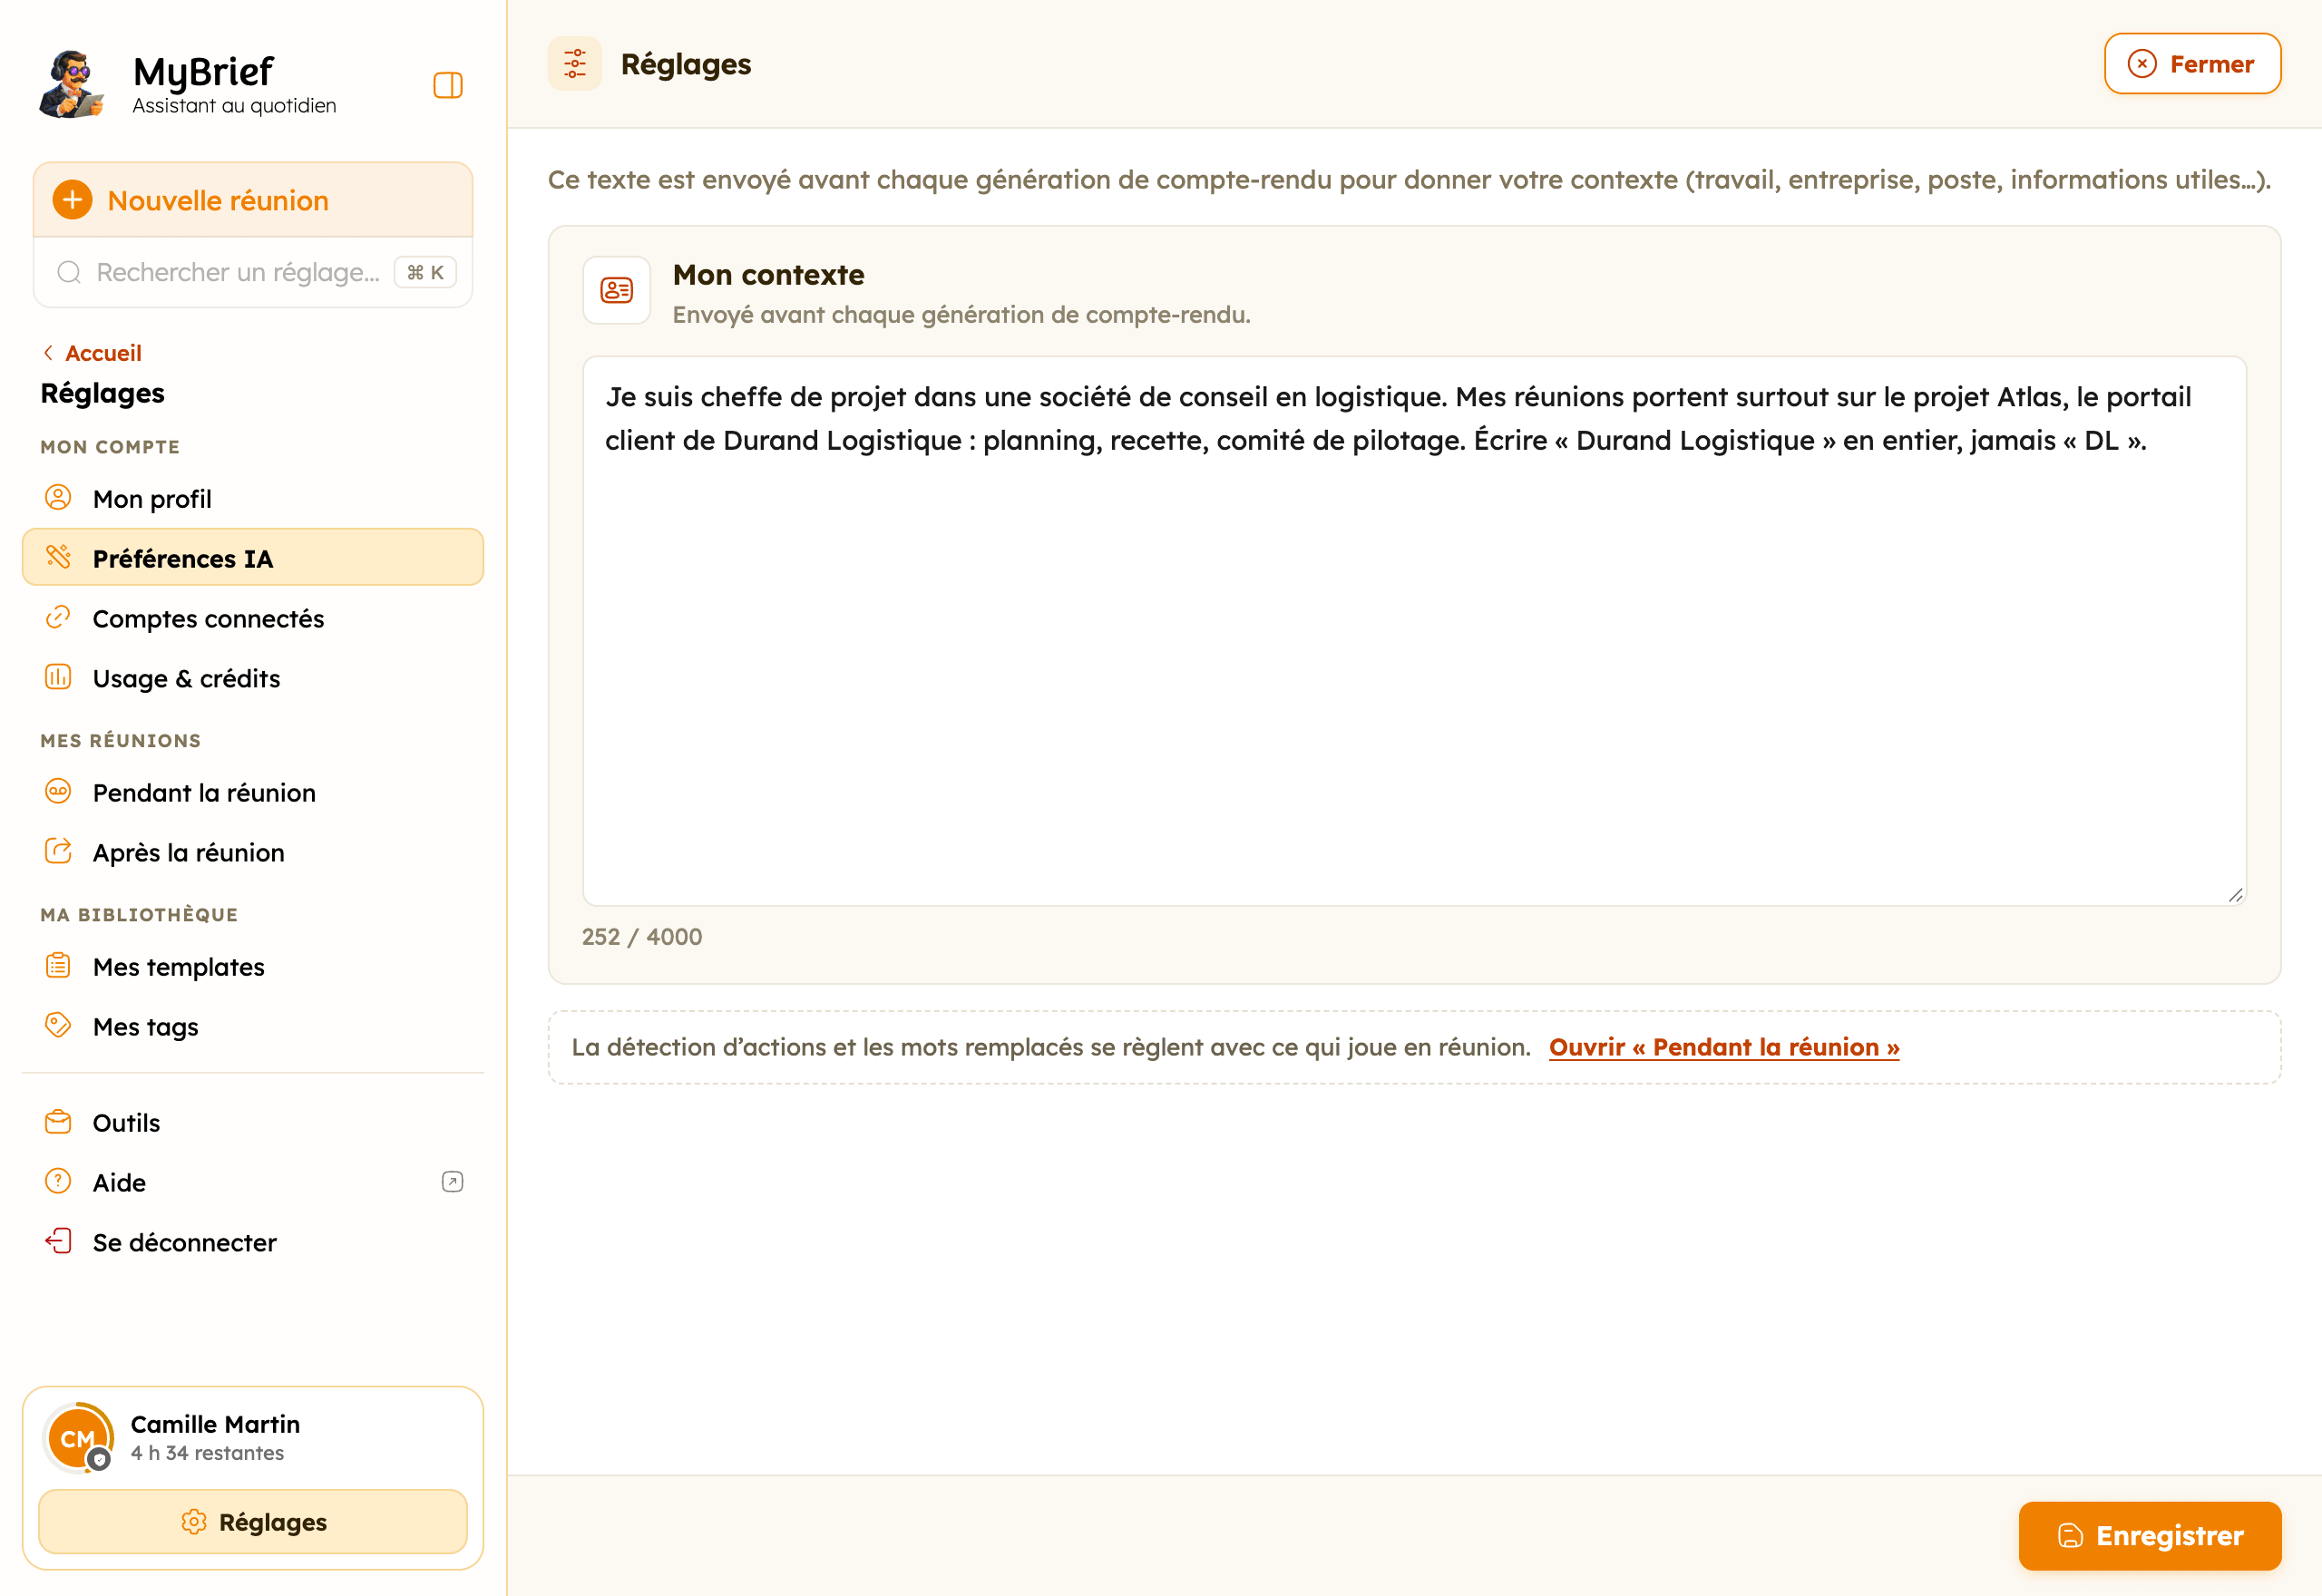 MyBrief
Assistant au quotidien
Nouvelle réunion
Rechercher un réglage... ⌘ K
Accueil
Réglages
MON COMPTE
Mon profil
Préférences IA
Comptes connectés
Usage & crédits
MES RÉUNIONS
Pendant la réunion
Après la réunion
MA BIBLIOTHÈQUE
Mes templates
Mes tags
Outils
Aide
Se déconnecter
CM
Camille Martin
4 h 34 restantes
Réglages
Réglages
Fermer
Ce texte est envoyé avant chaque génération de compte-rendu pour donner votre contexte (travail, entreprise, poste, informations utiles…).
Mon contexte
Envoyé avant chaque génération de compte-rendu.
Je suis cheffe de projet dans une société de conseil en logistique. Mes réunions portent surtout sur le projet Atlas, le portail
client de Durand Logistique : planning, recette, comité de pilotage. Écrire « Durand Logistique » en entier, jamais « DL ».
252 / 4000
La détection d’actions et les mots remplacés se règlent avec ce qui joue en réunion. Ouvrir « Pendant la réunion »
Enregistrer